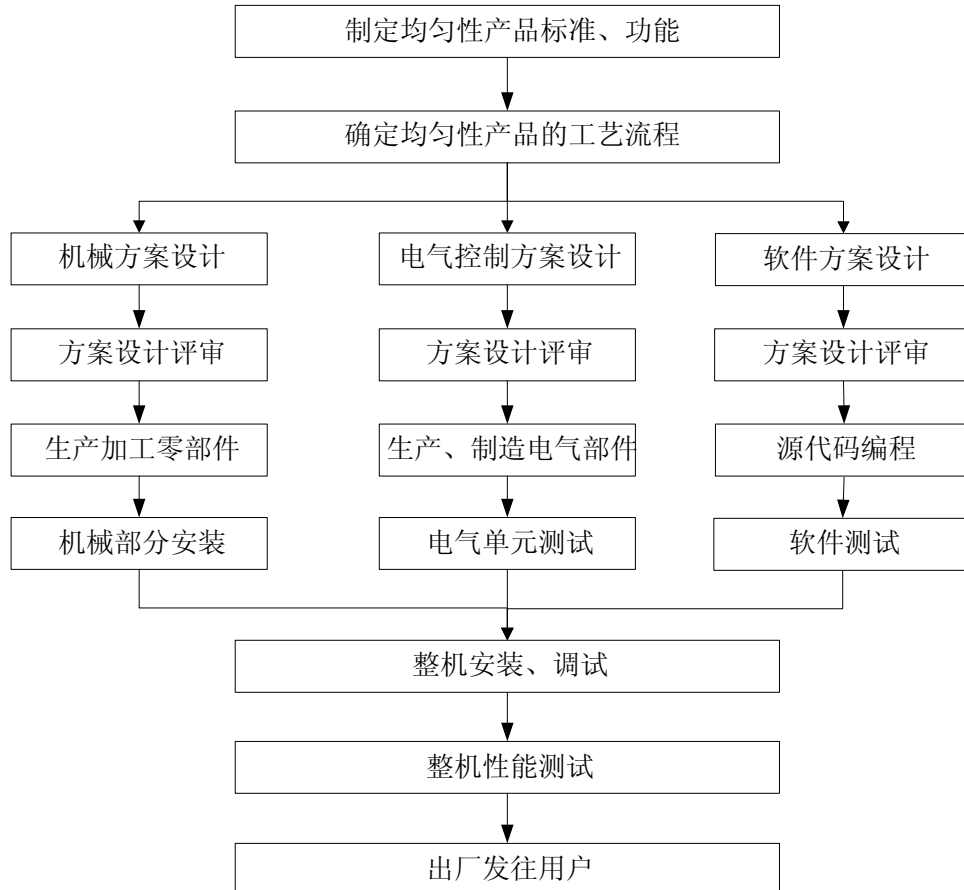 制定均匀性产品标准、功能
确定均匀性产品的工艺流程
机械方案设计
电气控制方案设计
软件方案设计
方案设计评审
方案设计评审
方案设计评审
生产加工零部件
生产、制造电气部件
源代码编程
机械部分安装
电气单元测试
软件测试
整机安装、调试
整机性能测试
出厂发往用户